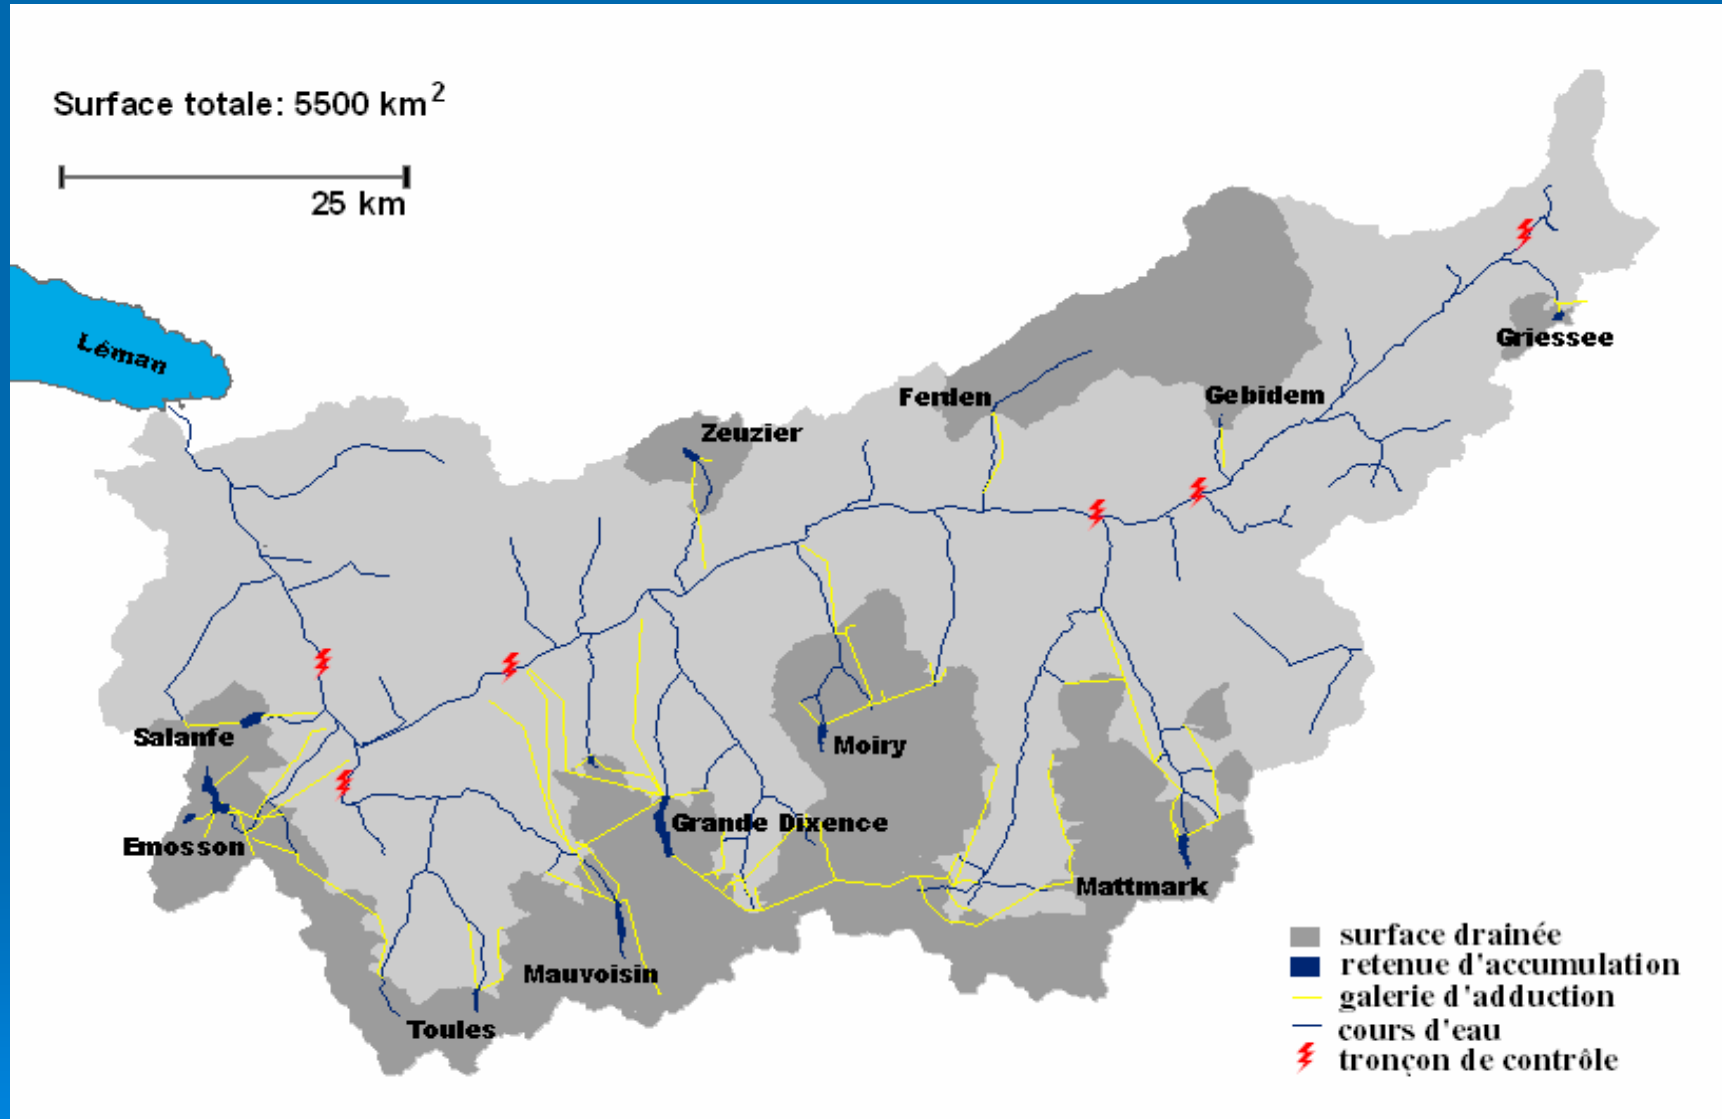 Surface totale: 5500 km²
25 km
Léman
Griessee
Ferden
Gebidem
Zeuzier
Salanfe
Moiry
Grande Dixence
Emosson
Mattmark
surface drainée
retenue d'accumulation
Mauvoisin
galerie d'adduction
Toules
cours d'eau
tronçon de contrôle